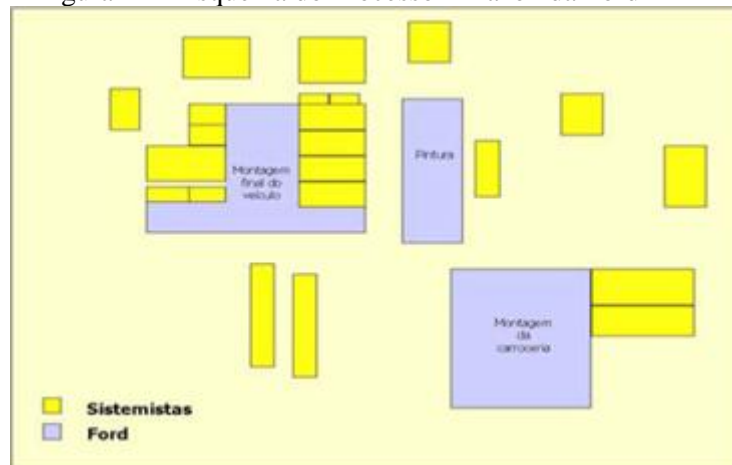 Montagem
final do
veículo
Pintura
Montagem
da
carroceria
Sistemistas
Ford